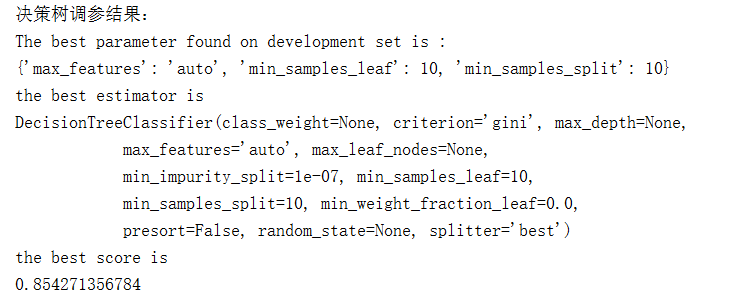 决策树调参结果：
The best parameter found on development set is :
{'max_features': 'auto', 'min_samples_leaf': 10, 'min_samples_split': 10}
the best estimator is
DecisionTreeClassifier(class_weight=None, criterion='gini', max_depth=None,
max_features='auto', max_leaf_nodes=None,
min_impurity_split=1e-07, min_samples_leaf=10,
min_samples_split=10, min_weight_fraction_leaf=0.0,
presort=False, random_state=None, splitter='best')
the best score is
0.854271356784